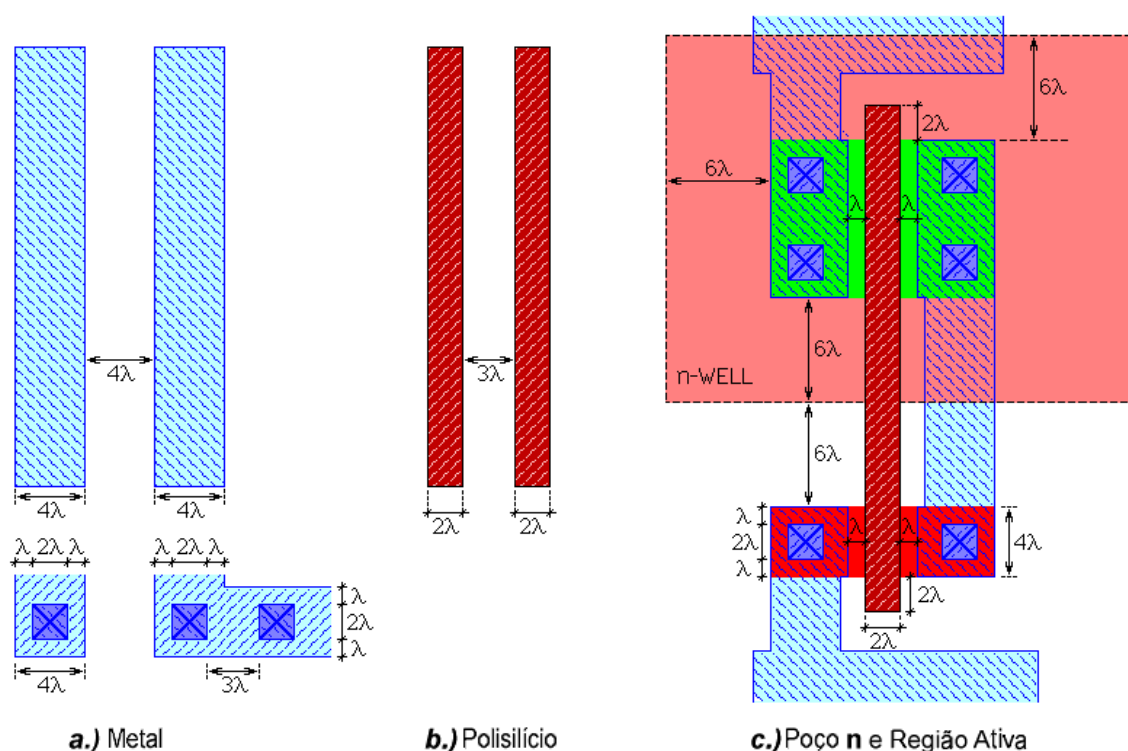 4λ
4λ
4λ
λ 2λ λ
λ 2λ λ
λ
2λ
λ
4λ
3λ
a.) Metal
3λ
2λ
2λ
b.) Polisilício
6λ
2λ
6λ
λ
λ
6λ
n-WELL
6λ
λ
2λ
λ
λ
λ
4λ
2λ
2λ
c.) Poço n e Região Ativa